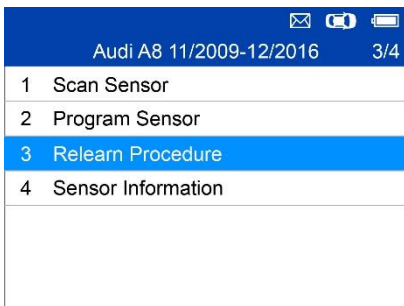 Audi A8 11/2009-12/2016 3/4
1 Scan Sensor
2 Program Sensor
3 Relearn Procedure
4 Sensor Information